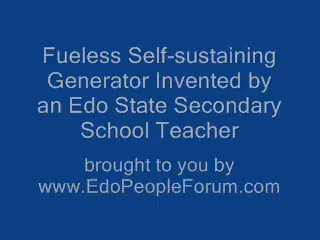 Fueless Self-sustaining
Generator Invented by
an Edo State Secondary
School Teacher
brought to you by
www.EdoPeopleForum.com